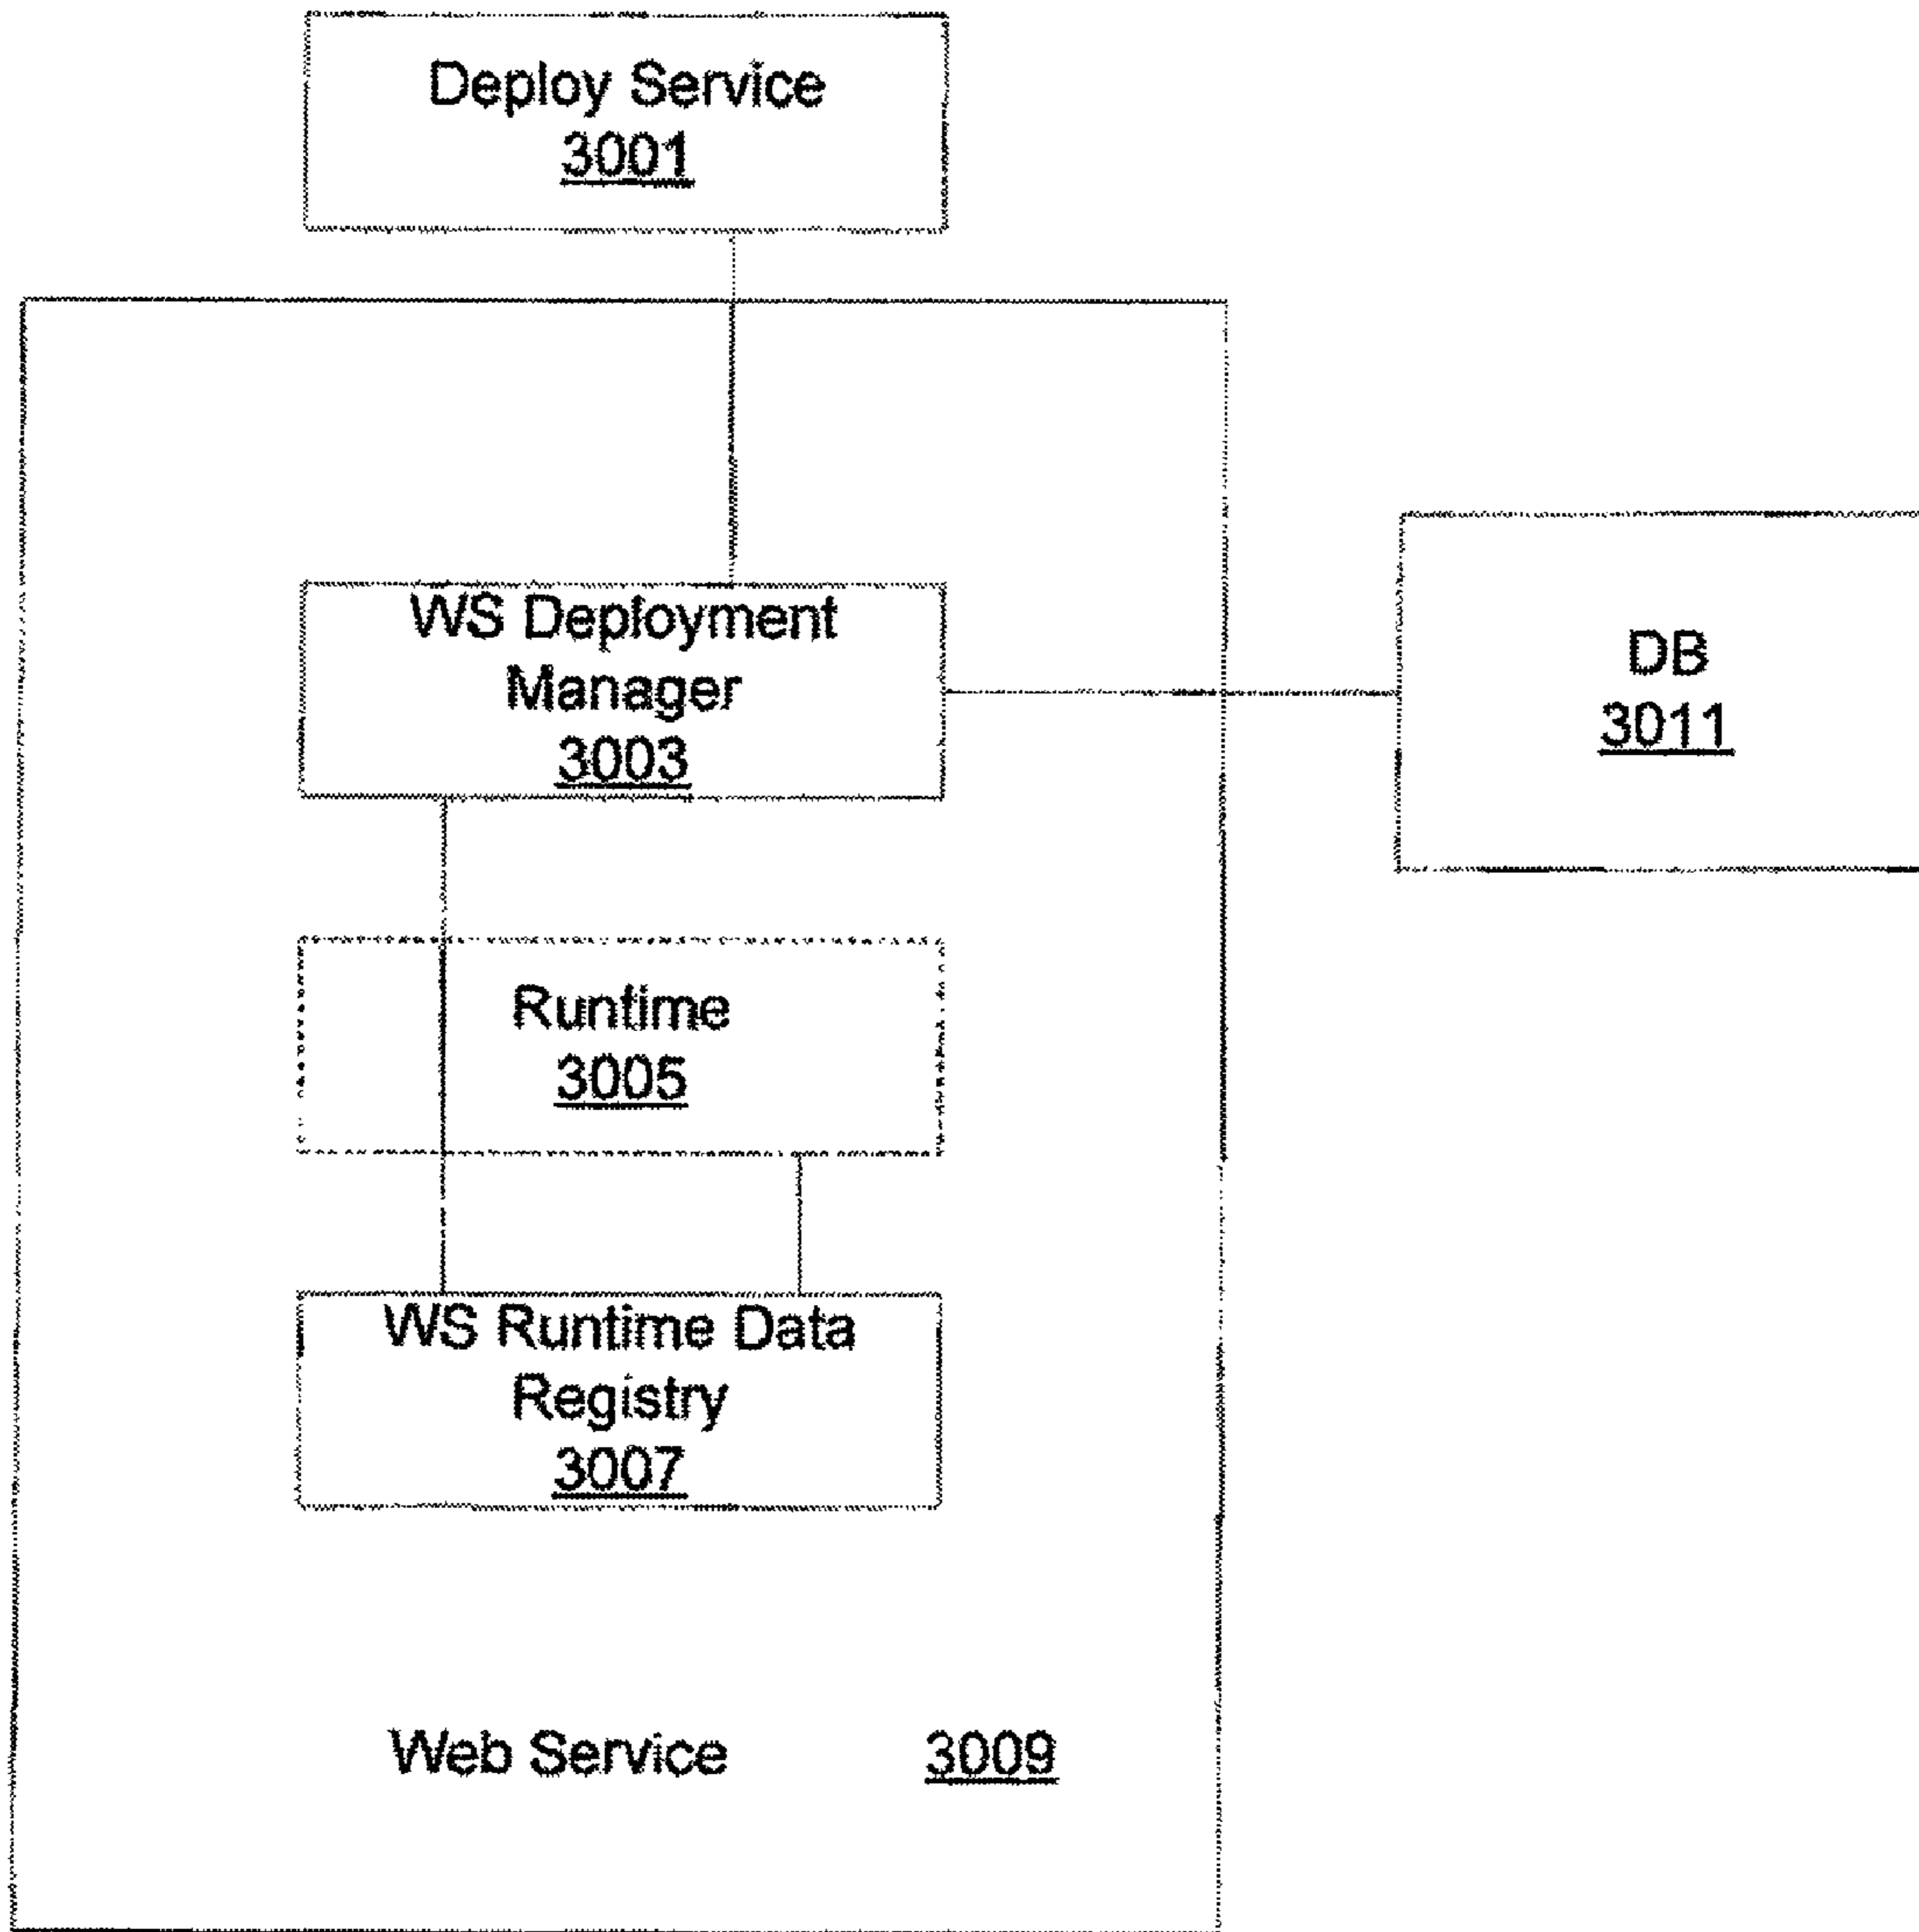 Deploy Service
3001
WS Deployment
Manager
3003
DB
3011
Runtime
3005
WS Runtime Data
Registry
3007
Web Service 3009